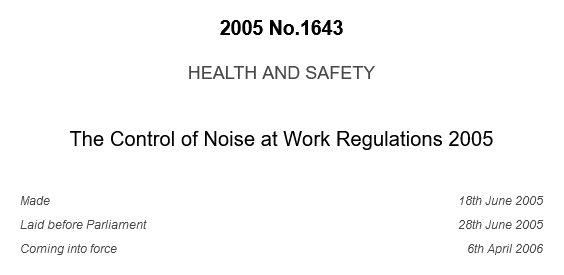 2005 No.1643
HEALTH AND SAFETY
The Control of Noise at Work Regulations 2005
Made 18th June 2005
Laid before Parliament 28th June 2005
Coming into force 6th April 2006